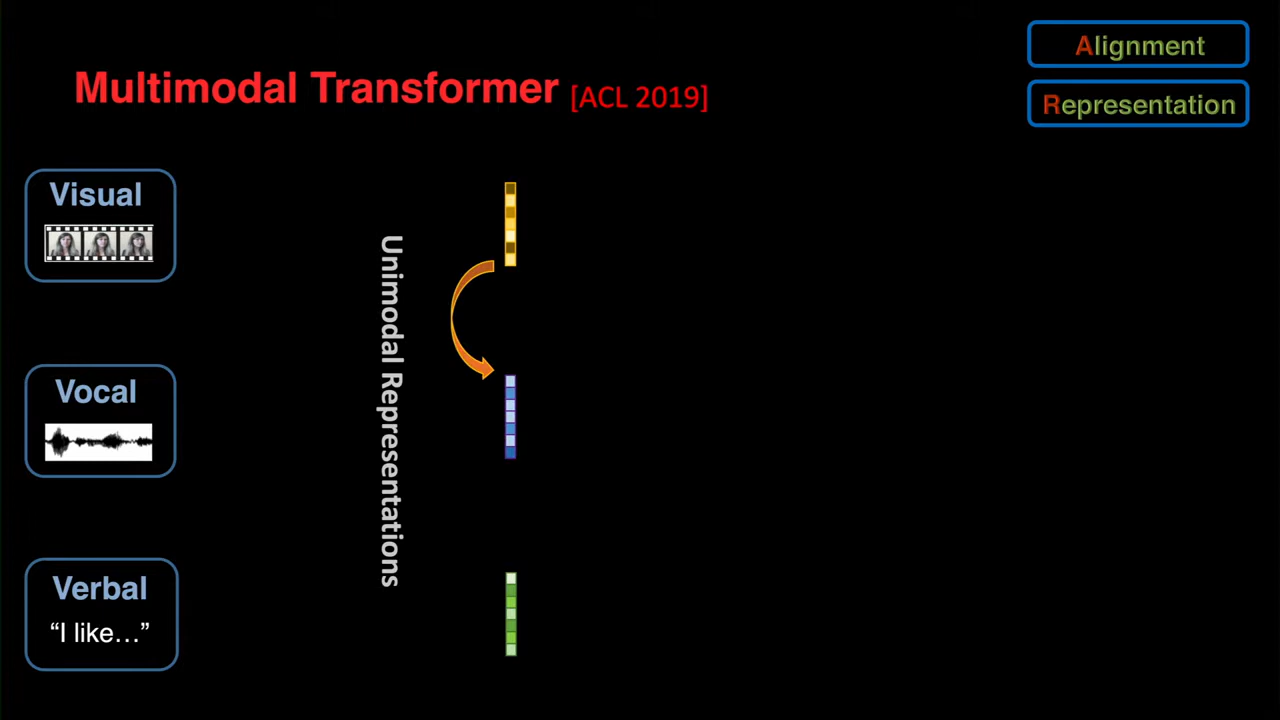 Alignment
Multimodal Transformer [ACL 2019]
Representation
Visual
Unimodal Representations
Vocal
Verbal
“I like…”